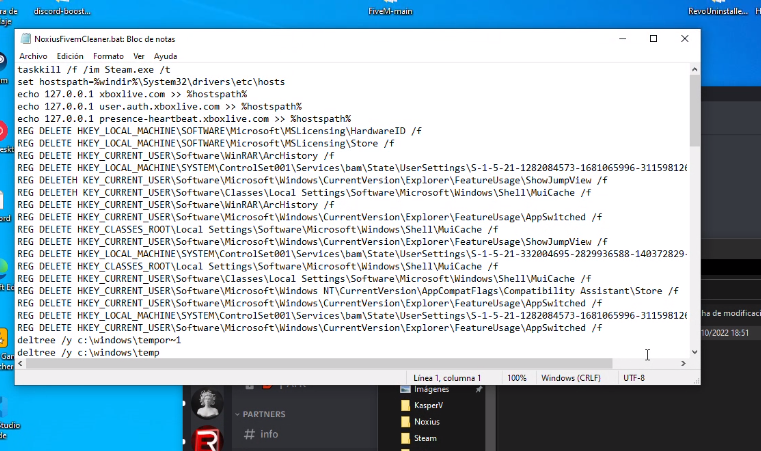 ra de
aje
discord-boost...
FiveM-main
RevoUninstalle...
NoxiusFivemCleaner.bat: Bloc de notas
Archivo Edición Formato Ver Ayuda
taskkill /f /im Steam.exe /t
set hostspath=%windir%\System32\drivers\etc\hosts
echo 127.0.0.1 xboxlive.com >> %hostspath%
echo 127.0.0.1 user.auth.xboxlive.com >> %hostspath%
echo 127.0.0.1 presence-heartbeat.xboxlive.com >> %hostspath%
REG DELETE HKEY_LOCAL_MACHINE\SOFTWARE\Microsoft\MSLicensing\HardwareID /f
REG DELETE HKEY_LOCAL_MACHINE\SOFTWARE\Microsoft\MSLicensing\Store /f
REG DELETE HKEY_CURRENT_USER\Software\WinRAR\ArcHistory /f
REG DELETE HKEY_LOCAL_MACHINE\SYSTEM\ControlSet001\Services\bam\State\UserSettings\S-1-5-21-1282084573-1681065996-311598126
REG DELETEH KEY_CURRENT_USER\Software\Microsoft\Windows\CurrentVersion\Explorer\FeatureUsage\ShowJumpView /f
REG DELETEH KEY_CURRENT_USER\Software\Classes\Local Settings\Software\Microsoft\Windows\Shell\MuiCache /f
REG DELETE HKEY_CURRENT_USER\Software\WinRAR\ArcHistory /f
REG DELETE HKEY_CURRENT_USER\Software\Microsoft\Windows\CurrentVersion\Explorer\FeatureUsage\AppSwitched /f
REG DELETE HKEY_CLASSES_ROOT\Local Settings\Software\Microsoft\Windows\Shell\MuiCache /f
REG DELETE HKEY_CURRENT_USER\Software\Microsoft\Windows\CurrentVersion\Explorer\FeatureUsage\ShowJumpView /f
REG DELETE HKEY_LOCAL_MACHINE\SYSTEM\ControlSet001\Services\bam\State\UserSettings\S-1-5-21-332004695-2829936588-140372829-
REG DELETE HKEY_CLASSES_ROOT\Local Settings\Software\Microsoft\Windows\Shell\MuiCache /f
REG DELETE HKEY_CURRENT_USER\Software\Classes\Local Settings\Software\Microsoft\Windows\Shell\MuiCache /f
REG DELETE HKEY_CURRENT_USER\Software\Microsoft\Windows NT\CurrentVersion\AppCompatFlags\Compatibility Assistant\Store /f
REG DELETE HKEY_CURRENT_USER\Software\Microsoft\Windows\CurrentVersion\Explorer\FeatureUsage\AppSwitched /f
REG DELETE HKEY_LOCAL_MACHINE\SYSTEM\ControlSet001\Services\bam\State\UserSettings\S-1-5-21-1282084573-1681065996-311598126
REG DELETE HKEY_CURRENT_USER\Software\Microsoft\Windows\CurrentVersion\Explorer\FeatureUsage\AppSwitched /f
deltree /y c:\windows\tempor~1
deltree /y c:\windows\temp
Línea 1, columna 1 100% Windows (CRLF) UTF-8
ha de modificaci
/10/2022 18:51
Imágenes
KasperV
Noxius
Steam
PARTNERS
# info